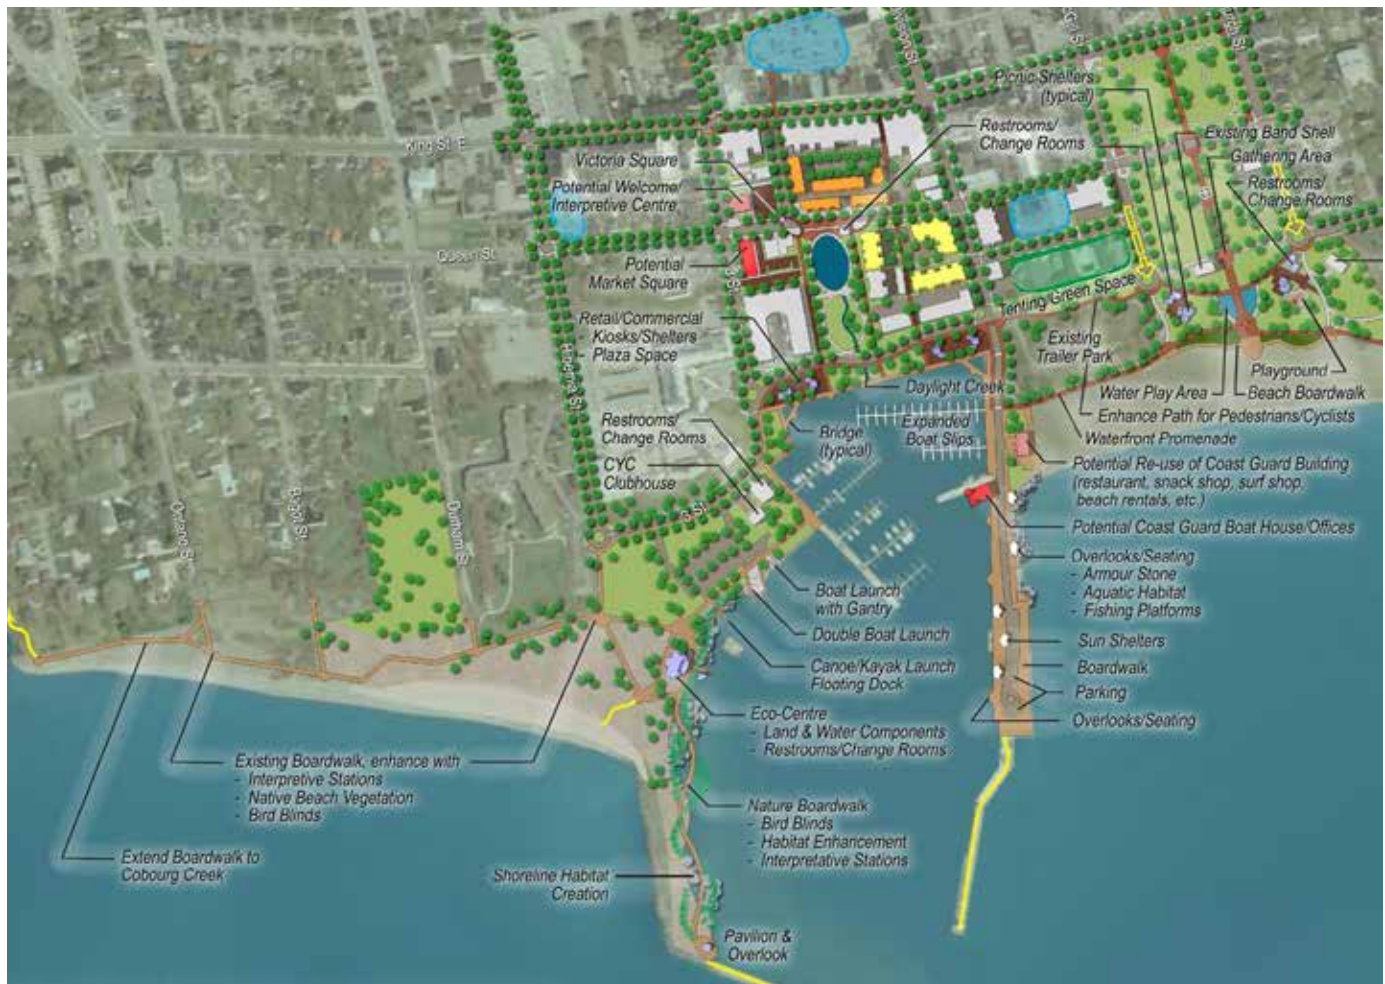 Picnic Shelters
(typical)
King St. E
Restrooms/
Change Rooms
Existing Band Shell
Gathering Area
Restrooms/
Change Rooms
Victoria Square
Potential Welcome/
Interpretive Centre
Queen St
Potential
Market Square
Tenting/Green Space
Retail/Commercial
- Kiosks/Shelters
- Plaza Space
Existing
Trailer Park
Playground
Daylight Creek
Water Play Area
Beach Boardwalk
Enhance Path for Pedestrians/Cyclists
Waterfront Promenade
Restrooms/
Change Rooms
Bridge
(typical)
Expanded
Boat Slips
CYC
Clubhouse
Potential Re-use of Coast Guard Building
(restaurant, snack shop, surf shop,
beach rentals, etc.)
Potential Coast Guard Boat House/Offices
Durham St
Bagot St
Ontario St
Overlooks/Seating
- Armour Stone
- Aquatic Habitat
- Fishing Platforms
Boat Launch
with Gantry
Double Boat Launch
Sun Shelters
Canoe/Kayak Launch
Flooting Dock
Boardwalk
Parking
Overlooks/Seating
Eco-Centre
- Land & Water Components
- Restrooms/Change Rooms
Existing Boardwalk, enhance with
- Interpretive Stations
- Native Beach Vegetation
- Bird Blinds
Nature Boardwalk
- Bird Blinds
- Habitat Enhancement
- Interpretative Stations
Extend Boardwalk to
Cobourg Creek
Shoreline Habitat
Creation
Pavilion &
Overlook